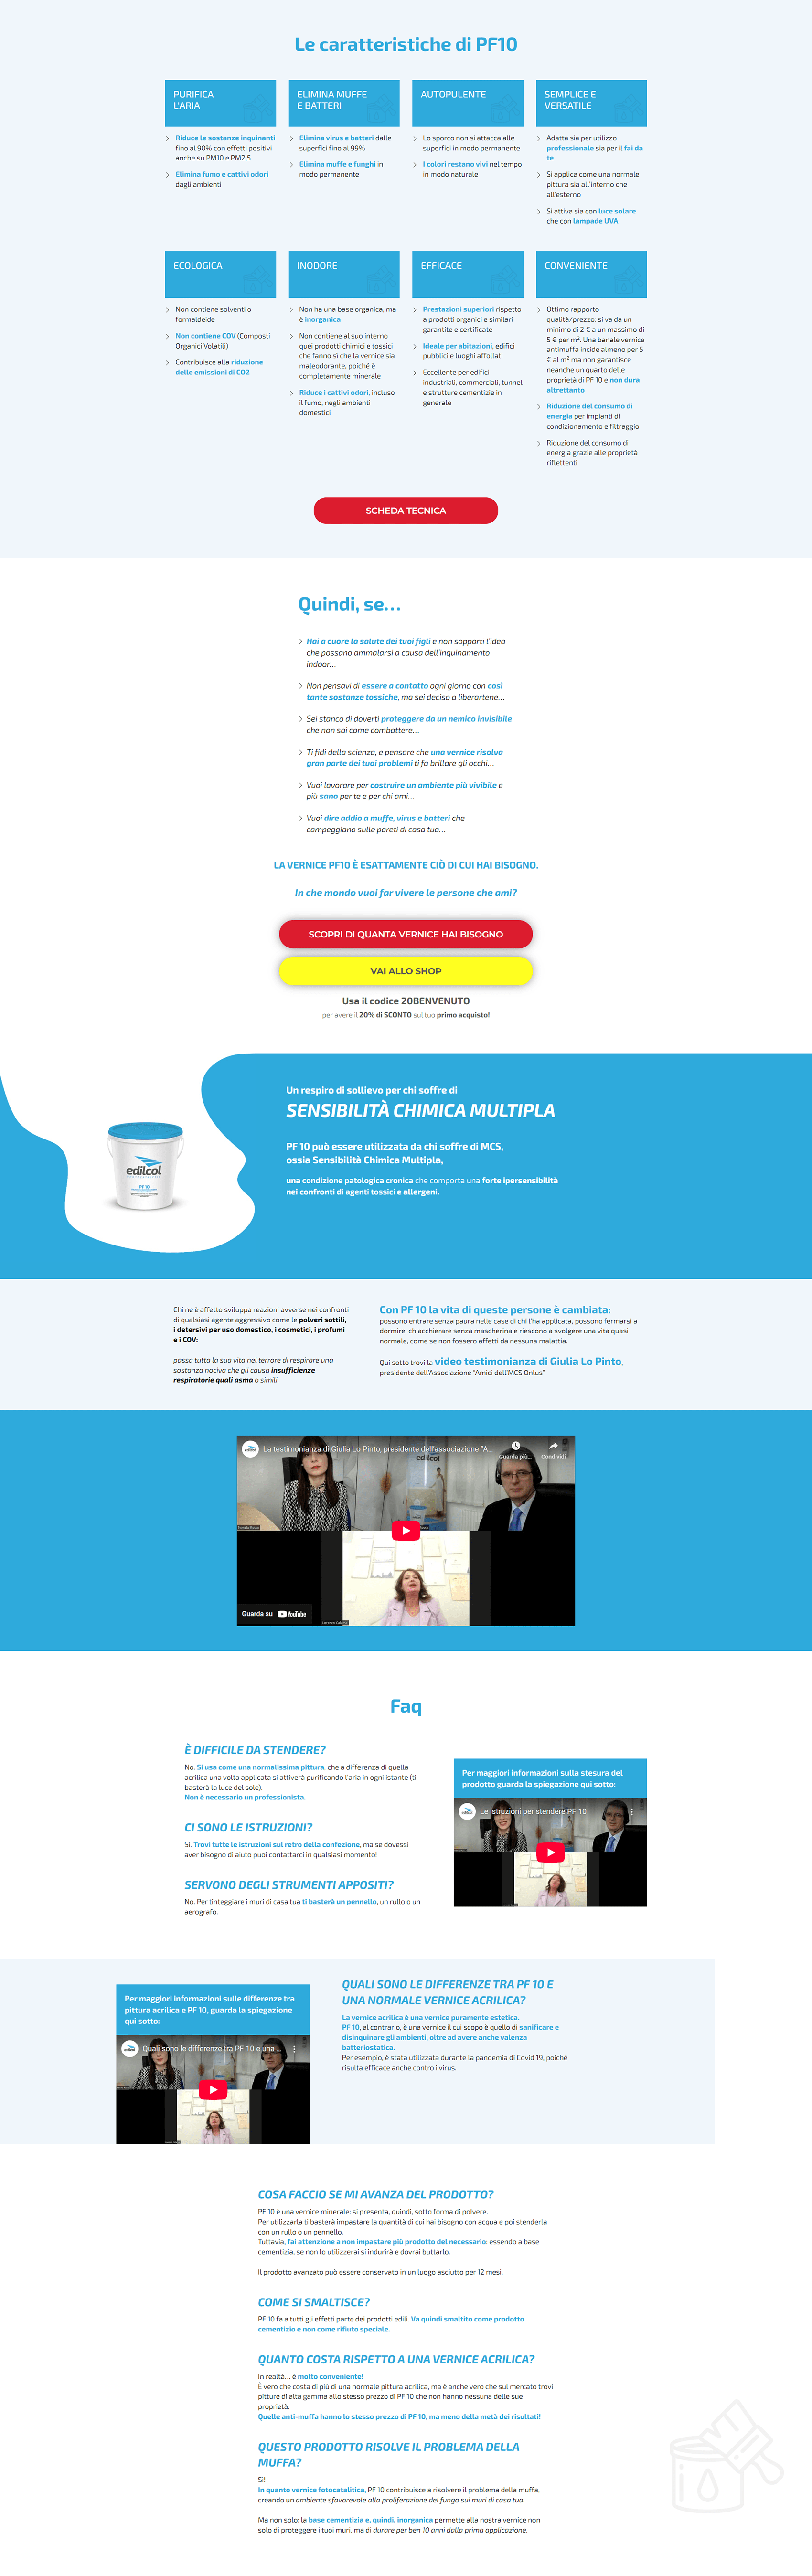 Le caratteristiche di PF10
PURIFICA
L'ARIA
Riduce le sostanze inquinanti
fino al 90% con effetti positivi
anche su PM10 e PM2,5
Elimina fumo e cattivi odori
dagli ambienti
ELIMINA MUFFE
E BATTERI
Elimina virus e batteri dalle
superfici fino al 99%
Elimina muffe e funghi in
modo permanente
AUTOPULENTE
Lo sporco non si attacca alle
superfici in modo permanente
I colori restano vivi nel tempo
in modo naturale
SEMPLICE E
VERSATILE
Adatta sia per utilizzo
professionale sia per il fai da
te
Si applica come una normale
pittura sia all'interno che
all'esterno
Si attiva sia con luce solare
che con lampade UVA
ECOLOGICA
Non contiene solventi o
formaldeide
Non contiene COV (Composti
Organici Volatili)
Contribuisce alla riduzione
delle emissioni di CO2
INODORE
Non ha una base organica, ma
è inorganica
Non contiene al suo interno
quei prodotti chimici e tossici
che fanno sì che la vernice sia
maleodorante, poiché è
completamente minerale
Riduce i cattivi odori, incluso
il fumo, negli ambienti
domestici
EFFICACE
Prestazioni superiori rispetto
a prodotti organici e similari
garantite e certificate
Ideale per abitazioni, edifici
pubblici e luoghi affollati
Eccellente per edifici
industriali, commerciali, tunnel
e strutture cementizie in
generale
CONVENIENTE
Ottimo rapporto
qualità/prezzo: si va da un
minimo di 2 € a un massimo di
5 € per m². Una banale vernice
antimuffa incide almeno per 5
€ al m² ma non garantisce
neanche un quarto delle
proprietà di PF 10 e non dura
altrettanto
Riduzione del consumo di
energia per impianti di
condizionamento e filtraggio
Riduzione del consumo di
energia grazie alle proprietà
riflettenti
SCHEDA TECNICA
Quindi, se…
Hai a cuore la salute dei tuoi figli e non sopporti l'idea
che possano ammalarsi a causa dell'inquinamento
indoor…
Non pensavi di essere a contatto ogni giorno con così
tante sostanze tossiche, ma sei deciso a liberartene…
Sei stanco di doverti proteggere da un nemico invisibile
che non sai come combattere…
Ti fidi della scienza, e pensare che una vernice risolva
gran parte dei tuoi problemi ti fa brillare gli occhi…
Vuoi lavorare per costruire un ambiente più vivibile e
più sano per te e per chi ami…
Vuoi dire addio a muffe, virus e batteri che
campeggiano sulle pareti di casa tua…
LA VERNICE PF10 È ESATTAMENTE CIÒ DI CUI HAI BISOGNO.
In che mondo vuoi far vivere le persone che ami?
SCOPRI DI QUANTA VERNICE HAI BISOGNO
VAI ALLO SHOP
Usa il codice 20BENVENUTO
per avere il 20% di SCONTO sul tuo primo acquisto!
edilcol
PF 10
Un respiro di sollievo per chi soffre di
SENSIBILITÀ CHIMICA MULTIPLA
PF 10 può essere utilizzata da chi soffre di MCS,
ossia Sensibilità Chimica Multipla,
una condizione patologica cronica che comporta una forte ipersensibilità
nei confronti di agenti tossici e allergeni.
Chi ne è affetto sviluppa reazioni avverse nei confronti
di qualsiasi agente aggressivo come le polveri sottili,
i detersivi per uso domestico, i cosmetici, i profumi
e i COV:
passa tutta la sua vita nel terrore di respirare una
sostanza nociva che gli causa insufficienze
respiratorie quali asma o simili.
Con PF 10 la vita di queste persone è cambiata:
possono entrare senza paura nelle case di chi l'ha applicata, possono fermarsi a
dormire, chiacchierare senza mascherina e riescono a svolgere una vita quasi
normale, come se non fossero affetti da nessuna malattia.
Qui sotto trovi la video testimonianza di Giulia Lo Pinto,
presidente dell'Associazione "Amici dell'MCS Onlus"
La testimonianza di Giulia Lo Pinto, presidente dell'associazione "A...
Guarda più...
Condividi
edilcol
Guarda su YouTube
Faq
È DIFFICILE DA STENDERE?
No. Si usa come una normalissima pittura, che a differenza di quella
acrilica una volta applicata si attiverà purificando l'aria in ogni istante (ti
basterà la luce del sole).
Non è necessario un professionista.
CI SONO LE ISTRUZIONI?
Sì. Trovi tutte le istruzioni sul retro della confezione, ma se dovessi
aver bisogno di aiuto puoi contattarci in qualsiasi momento!
SERVONO DEGLI STRUMENTI APPOSITI?
No. Per tinteggiare i muri di casa tua ti basterà un pennello, un rullo o un
aerografo.
Per maggiori informazioni sulla stesura del
prodotto guarda la spiegazione qui sotto:
Le istruzioni per stendere PF 10
Per maggiori informazioni sulle differenze tra
pittura acrilica e PF 10, guarda la spiegazione
qui sotto:
Quali sono le differenze tra PF 10 e una ...
QUALI SONO LE DIFFERENZE TRA PF 10 E
UNA NORMALE VERNICE ACRILICA?
La vernice acrilica è una vernice puramente estetica.
PF 10, al contrario, è una vernice il cui scopo è quello di sanificare e
disinquinare gli ambienti, oltre ad avere anche valenza
batteriostatica.
Per esempio, è stata utilizzata durante la pandemia di Covid 19, poiché
risulta efficace anche contro i virus.
COSA FACCIO SE MI AVANZA DEL PRODOTTO?
PF 10 è una vernice minerale: si presenta, quindi, sotto forma di polvere.
Per utilizzarla ti basterà impastare la quantità di cui hai bisogno con acqua e poi stenderla
con un rullo o un pennello.
Tuttavia, fai attenzione a non impastare più prodotto del necessario: essendo a base
cementizia, se non lo utilizzerai si indurirà e dovrai buttarlo.
Il prodotto avanzato può essere conservato in un luogo asciutto per 12 mesi.
COME SI SMALTISCE?
PF 10 fa a tutti gli effetti parte dei prodotti edili. Va quindi smaltito come prodotto
cementizio e non come rifiuto speciale.
QUANTO COSTA RISPETTO A UNA VERNICE ACRILICA?
In realtà… è molto conveniente!
È vero che costa di più di una normale pittura acrilica, ma è anche vero che sul mercato trovi
pitture di alta gamma allo stesso prezzo di PF 10 che non hanno nessuna delle sue
proprietà.
Quelle anti-muffa hanno lo stesso prezzo di PF 10, ma meno della metà dei risultati!
QUESTO PRODOTTO RISOLVE IL PROBLEMA DELLA
MUFFA?
Sì!
In quanto vernice fotocatalitica, PF 10 contribuisce a risolvere il problema della muffa,
creando un ambiente sfavorevole alla proliferazione del fungo sui muri di casa tua.
Ma non solo: la base cementizia e, quindi, inorganica permette alla nostra vernice non
solo di proteggere i tuoi muri, ma di durare per ben 10 anni dalla prima applicazione.